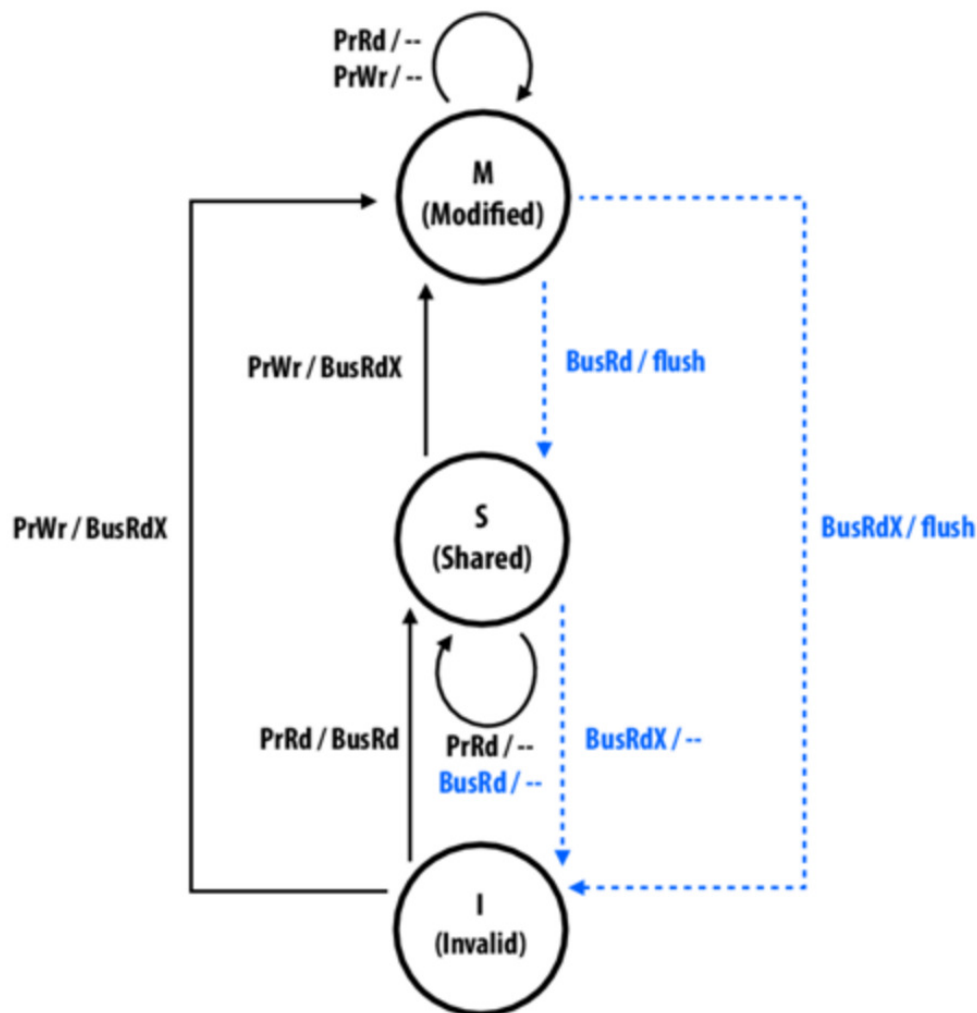 PrRd / --
PrWr / --
M
(Modified)
PrWr / BusRdX
BusRd / flush
S
(Shared)
PrWr / BusRdX
BusRdX / flush
PrRd / BusRd
PrRd / --
BusRd / --
BusRdX / --
I
(Invalid)